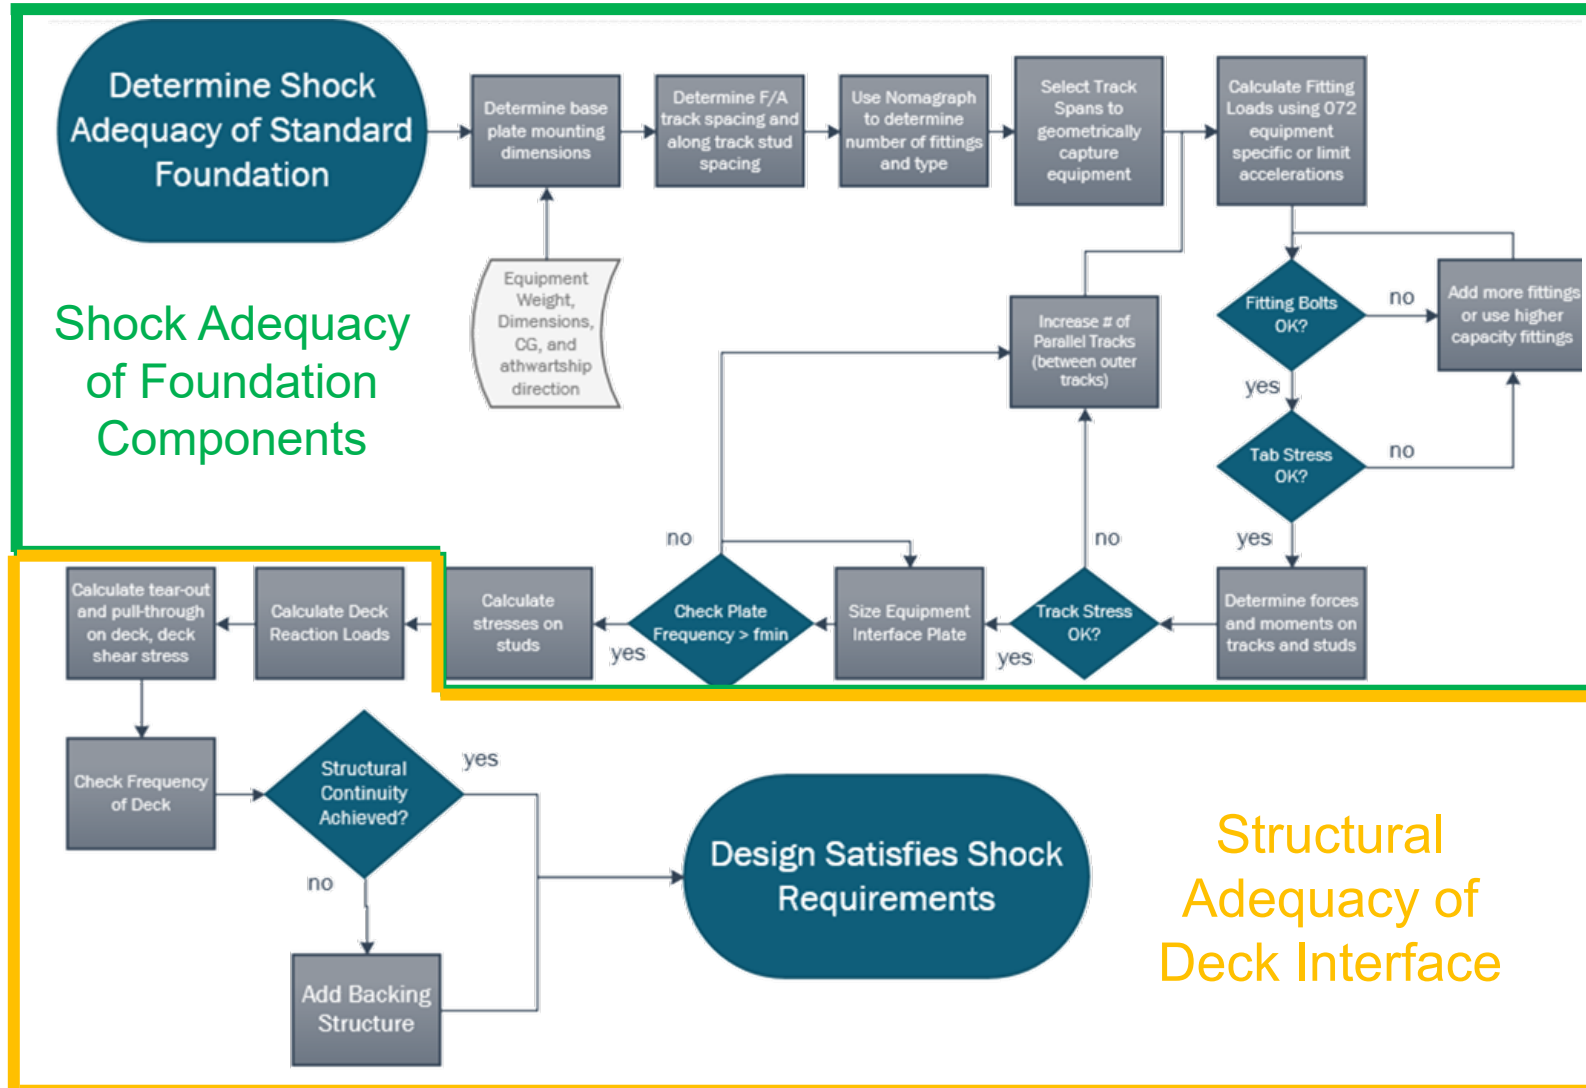 Determine Shock
Adequacy of Standard
Foundation
Determine base
plate mounting
dimensions
Determine F/A
track spacing and
along track stud
spacing
Use Nomagraph
to determine
number of fittings
and type
Select Track
Spans to
geometrically
capture
equipment
Calculate Fitting
Loads using 072
equipment
specific or limit
accelerations
Equipment
Weight,
Dimensions,
CG, and
athwartship
direction
Shock Adequacy
of Foundation
Components
Increase # of
Parallel Tracks
(between outer
tracks)
Fitting Bolts
OK?
no
Add more fittings
or use higher
capacity fittings
yes
Tab Stress
OK?
no
yes
Determine forces
and moments on
tracks and studs
no
Track Stress
OK?
yes
Size Equipment
Interface Plate
no
Check Plate
Frequency > fmin
yes
Calculate
stresses on
studs
Calculate Deck
Reaction Loads
Calculate tear-out
and pull-through
on deck, deck
shear stress
Check Frequency
of Deck
Structural
Continuity
Achieved?
yes
no
Add Backing
Structure
Design Satisfies Shock
Requirements
Structural
Adequacy of
Deck Interface